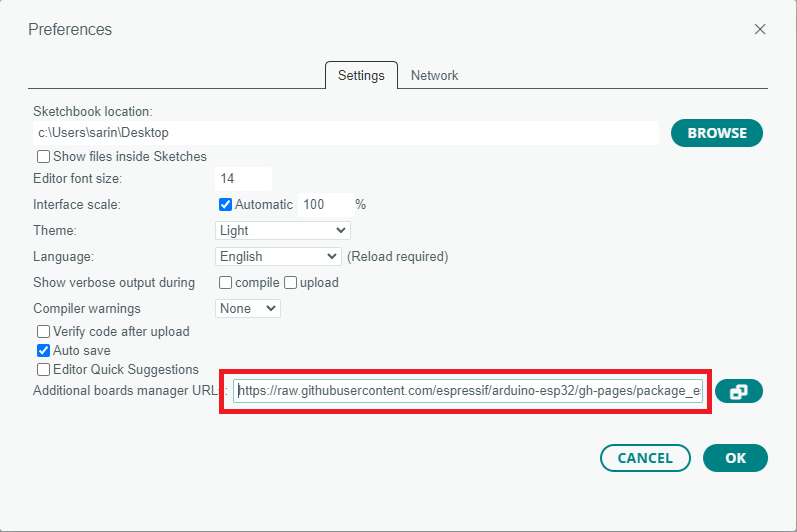 Preferences
Settings Network
Sketchbook location:
c:\Users\sarin\Desktop
BROWSE
Show files inside Sketches
Editor font size: 14
Interface scale: Automatic 100 %
Theme: Light
Language: English (Reload required)
Show verbose output during compile upload
Compiler warnings None
Verify code after upload
Auto save
Editor Quick Suggestions
Additional boards manager URLs: https://raw.githubusercontent.com/espressif/arduino-esp32/gh-pages/package_e
CANCEL OK